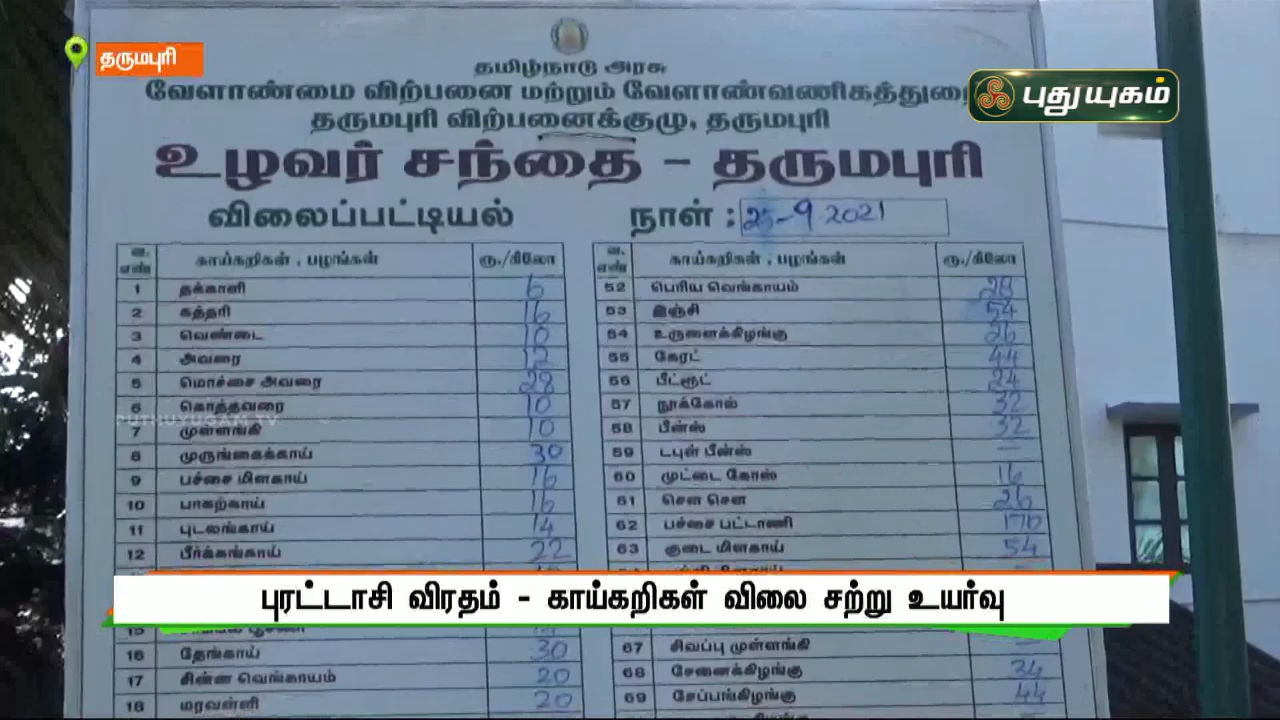 தருமபுரி
புதுயுகம்
தமிழ்நாடு அரசு
வேளாண்மை விற்பனை மற்றும் வேளாண்வணிகத்துறை
தருமபுரி விற்பனைக்குழு, தருமபுரி
உழவர் சந்தை - தருமபுரி
விலைப்பட்டியல் நாள் : 25-9-2021
வ. எண் காய்கறிகள் , பழங்கள் ரூ./கிலோ
1 தக்காளி 6
2 கத்தரி 16
3 வெண்டை 10
4 அவரை 12
5 மொச்சை அவரை 28
6 கொத்தவரை 10
7 முள்ளங்கி 10
8 முருங்கைக்காய் 30
9 பச்சை மிளகாய் 16
10 பாகற்காய் 16
11 புடலங்காய் 14
12 பீர்க்கங்காய் 22
15
16 தேங்காய் 30
17 சின்ன வெங்காயம் 20
18 மரவள்ளி 20
வ. எண் காய்கறிகள் , பழங்கள் ரூ./கிலோ
52 பெரிய வெங்காயம் 28
53 இஞ்சி 54
54 உருளைக்கிழங்கு 26
55 கேரட் 44
56 பீட்ரூட் 24
57 நூக்கோல் 32
58 பீன்ஸ் 32
59 டபுள் பீன்ஸ் —
60 முட்டை கோஸ் 16
61 சௌ சௌ 26
62 பச்சை பட்டாணி 170
63 குடை மிளகாய் 54
67 சிவப்பு முள்ளங்கி —
68 சேனைக்கிழங்கு 34
69 சேப்பங்கிழங்கு 44
PUTHUYUGAM TV
புரட்டாசி விரதம் - காய்கறிகள் விலை சற்று உயர்வு